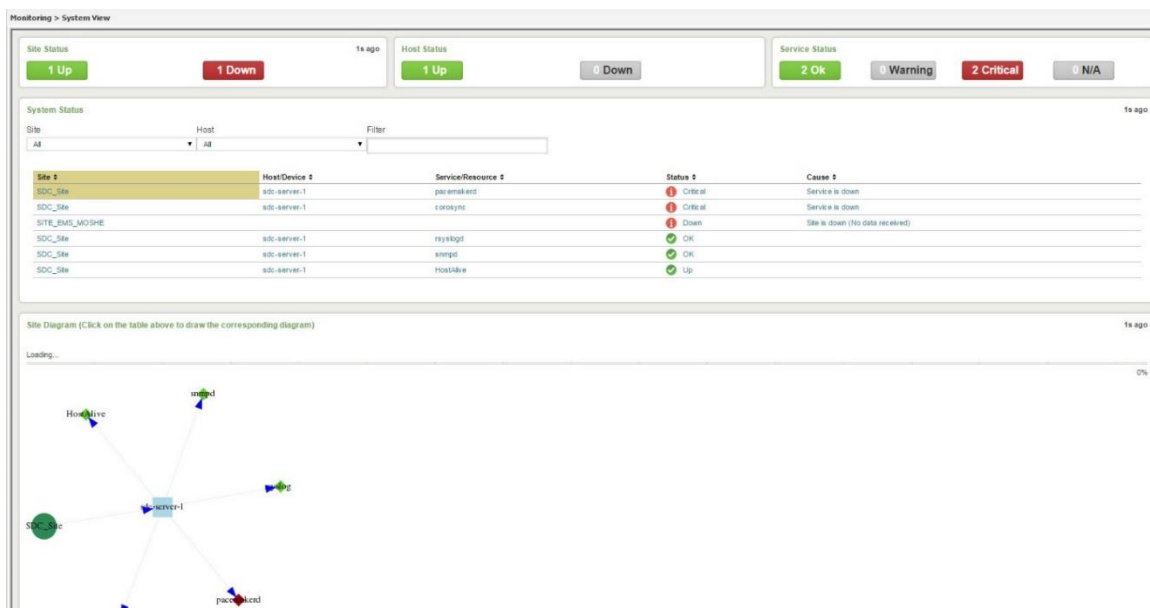 Monitoring > System View
Site Status 1s ago
1 Up 1 Down
Host Status
1 Up 0 Down
Service Status
2 Ok 0 Warning 2 Critical 0 N/A
System Status 1s ago
Site Host Filter
All All
Site Host/Device Service/Resource Status Cause
SDC_Site sdc-server-1 pacemakerd Critical Service is down
SDC_Site sdc-server-1 corosync Critical Service is down
SITE_EMS_MOSHE Down Site is down (No data received)
SDC_Site sdc-server-1 rsyslogd OK
SDC_Site sdc-server-1 snmpd OK
SDC_Site sdc-server-1 HostAlive Up
Site Diagram (Click on the table above to draw the corresponding diagram) 1s ago
Loading...
0%
snmpd
HostAlive
sdc-server-1
SDC_Site
pacemakerd